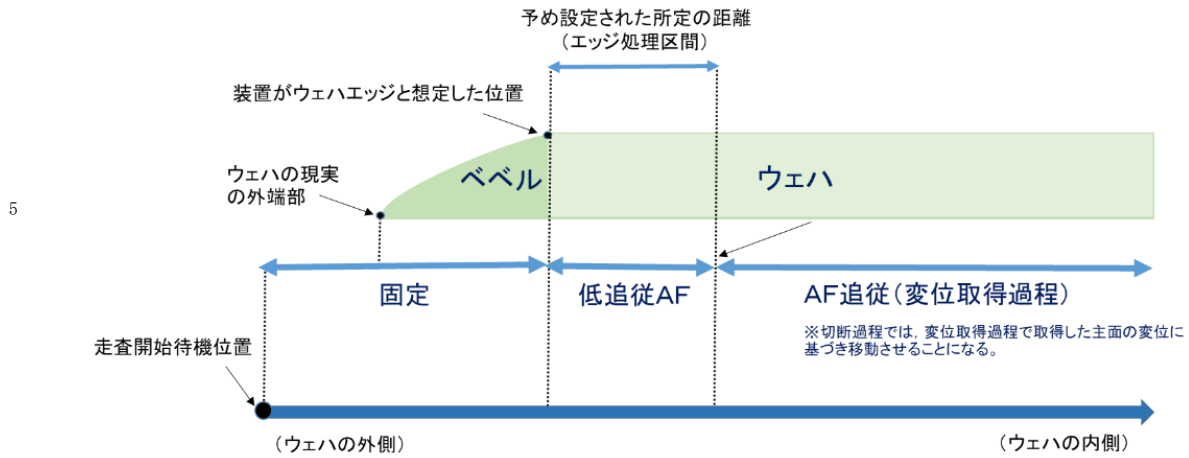 予め設定された所定の距離
（エッジ処理区間）
装置がウェハエッジと想定した位置
ウェハの現実
の外端部
ベベル
ウェハ
5
固定
低追従AF
AF追従（変位取得過程）
※切断過程では，変位取得過程で取得した主面の変位に
基づき移動させることになる。
走査開始待機位置
（ウェハの外側）
（ウェハの内側）